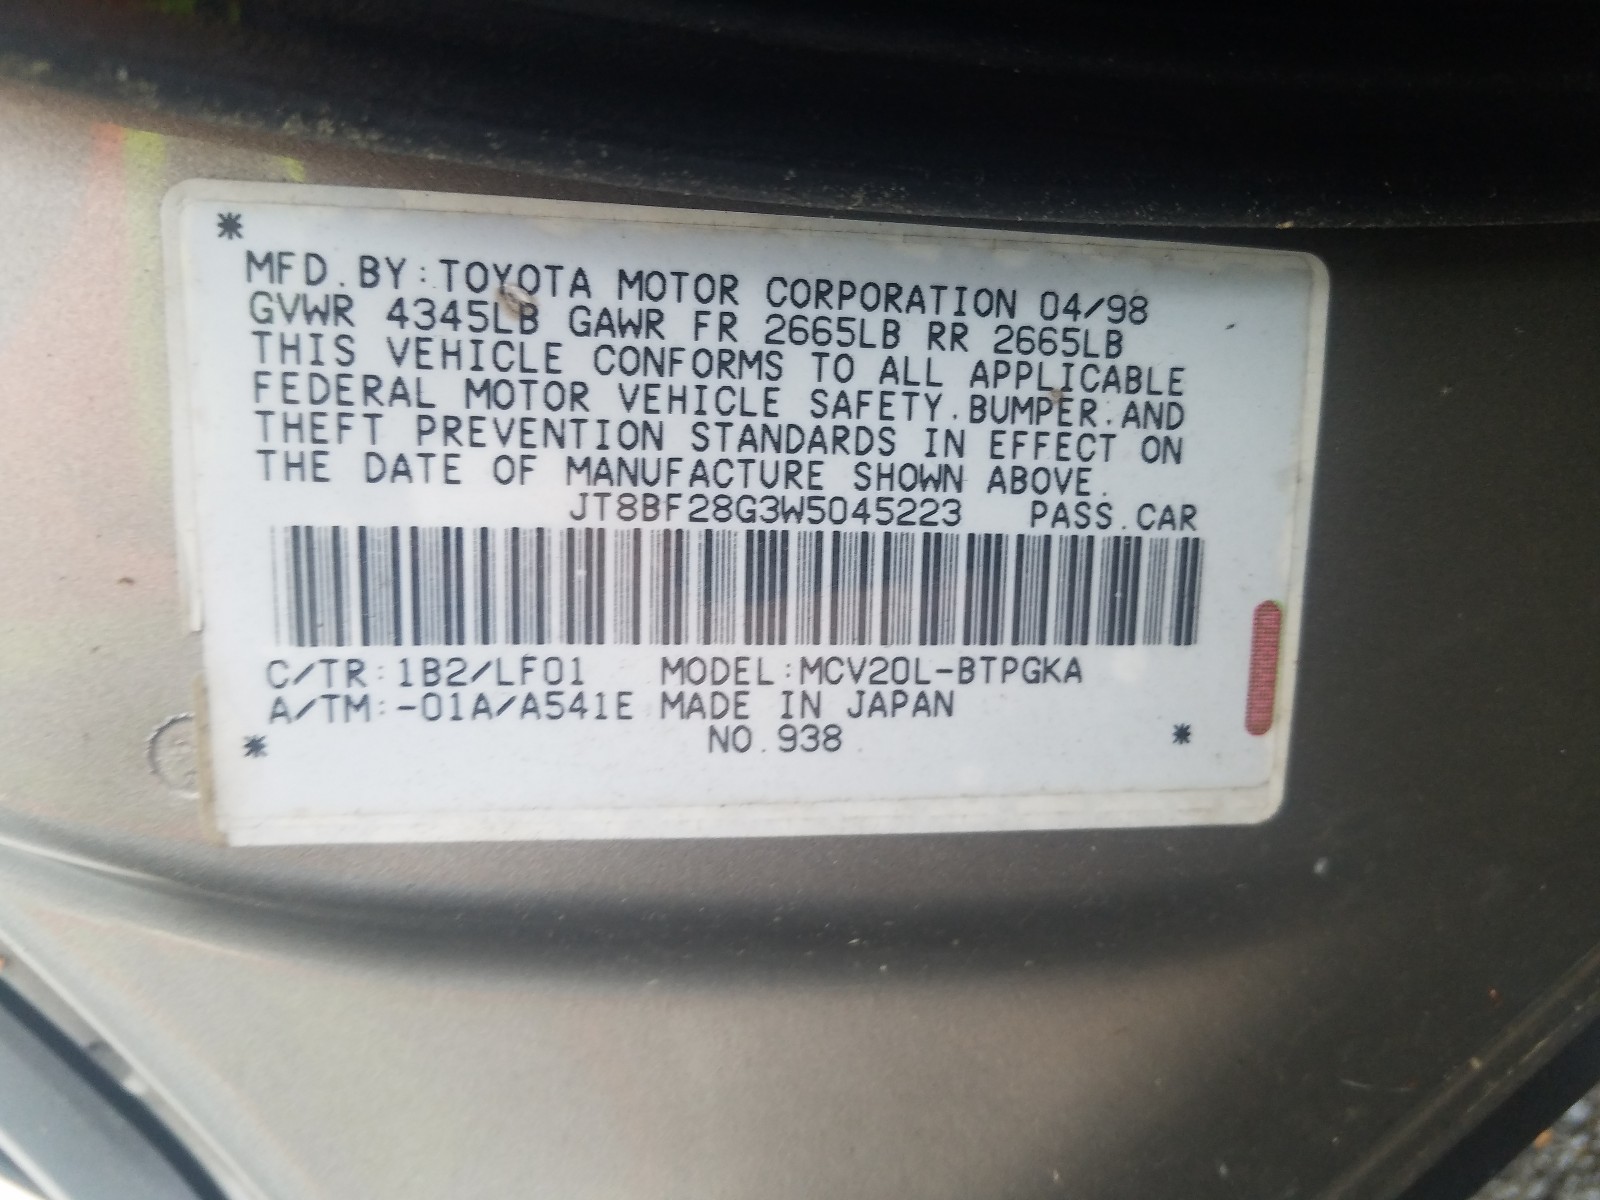 *
MFD.BY:TOYOTA MOTOR CORPORATION 04/98
GVWR 4345LB GAWR FR 2665LB RR 2665LB
THIS VEHICLE CONFORMS TO ALL APPLICABLE
FEDERAL MOTOR VEHICLE SAFETY.BUMPER.AND
THEFT PREVENTION STANDARDS IN EFFECT ON
THE DATE OF MANUFACTURE SHOWN ABOVE.
JT8BF28G3W5045223 PASS.CAR
C/TR:1B2/LF01 MODEL:MCV20L-BTPGKA
A/TM:-01A/A541E MADE IN JAPAN
* NO.938 *